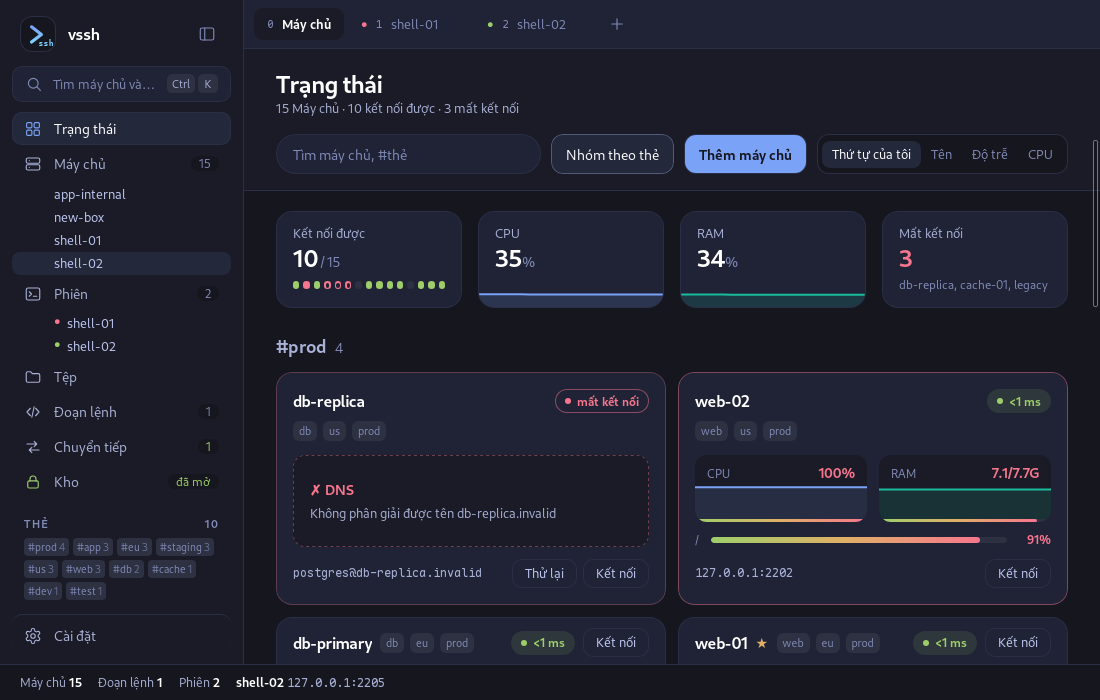 ssh
vssh
Tìm máy chủ và… Ctrl K
Trạng thái
Máy chủ 15
app-internal
new-box
shell-01
shell-02
Phiên 2
shell-01
shell-02
Tệp
Đoạn lệnh 1
Chuyển tiếp 1
Kho đã mở
THẺ 10
#prod 4 #app 3 #eu 3 #staging 3
#us 3 #web 3 #db 2 #cache 1
#dev 1 #test 1
Cài đặt
0 Máy chủ 1 shell-01 2 shell-02
Trạng thái
15 Máy chủ · 10 kết nối được · 3 mất kết nối
Tìm máy chủ, #thẻ Nhóm theo thẻ Thêm máy chủ Thứ tự của tôi Tên Độ trễ CPU
Kết nối được
10 / 15
CPU
35%
RAM
34%
Mất kết nối
3
db-replica, cache-01, legacy
#prod 4
db-replica mất kết nối
db us prod
✗ DNS
Không phân giải được tên db-replica.invalid
postgres@db-replica.invalid Thử lại Kết nối
web-02 <1 ms
web us prod
CPU 100% RAM 7.1/7.7G
/ 91%
127.0.0.1:2202 Kết nối
db-primary db eu prod <1 ms Kết nối
web-01 ★ web eu prod <1 ms Kết nối
Máy chủ 15 Đoạn lệnh 1 Phiên 2 shell-02 127.0.0.1:2205